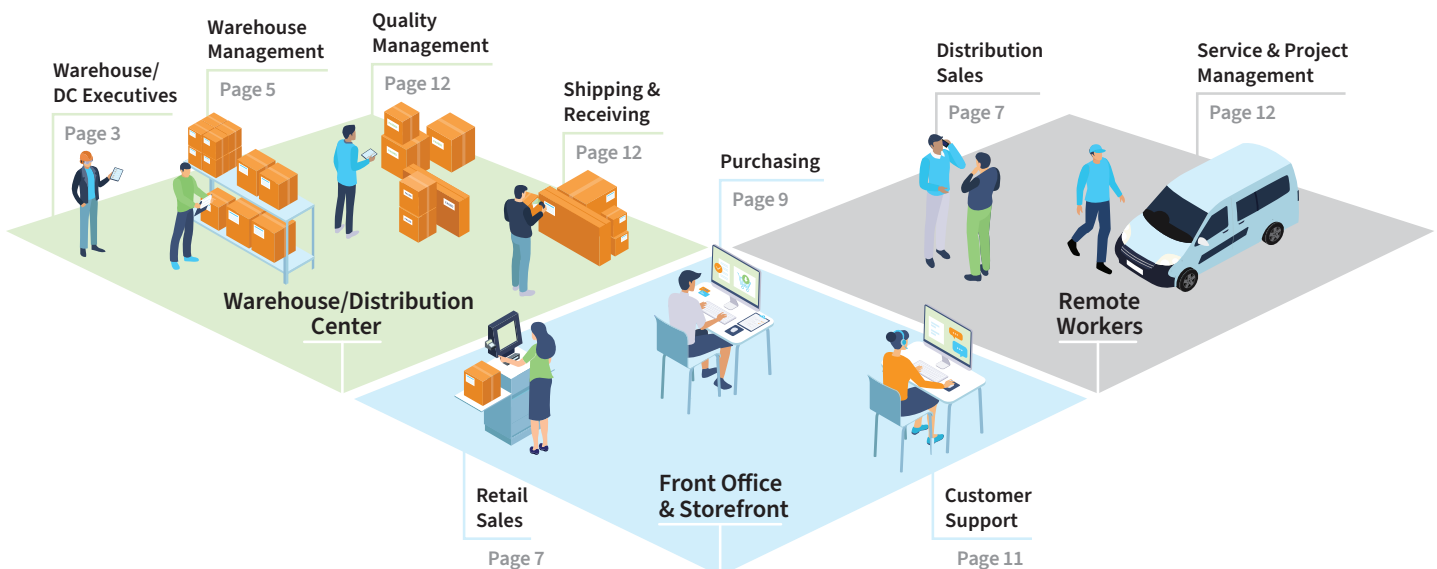 Warehouse/
DC Executives
Page 3
Warehouse
Management
Page 5
Quality
Management
Page 12
Shipping &
Receiving
Page 12
Warehouse/Distribution
Center
Purchasing
Page 9
Retail
Sales
Page 7
Front Office
& Storefront
Customer
Support
Page 11
Distribution
Sales
Page 7
Service & Project
Management
Page 12
Remote
Workers